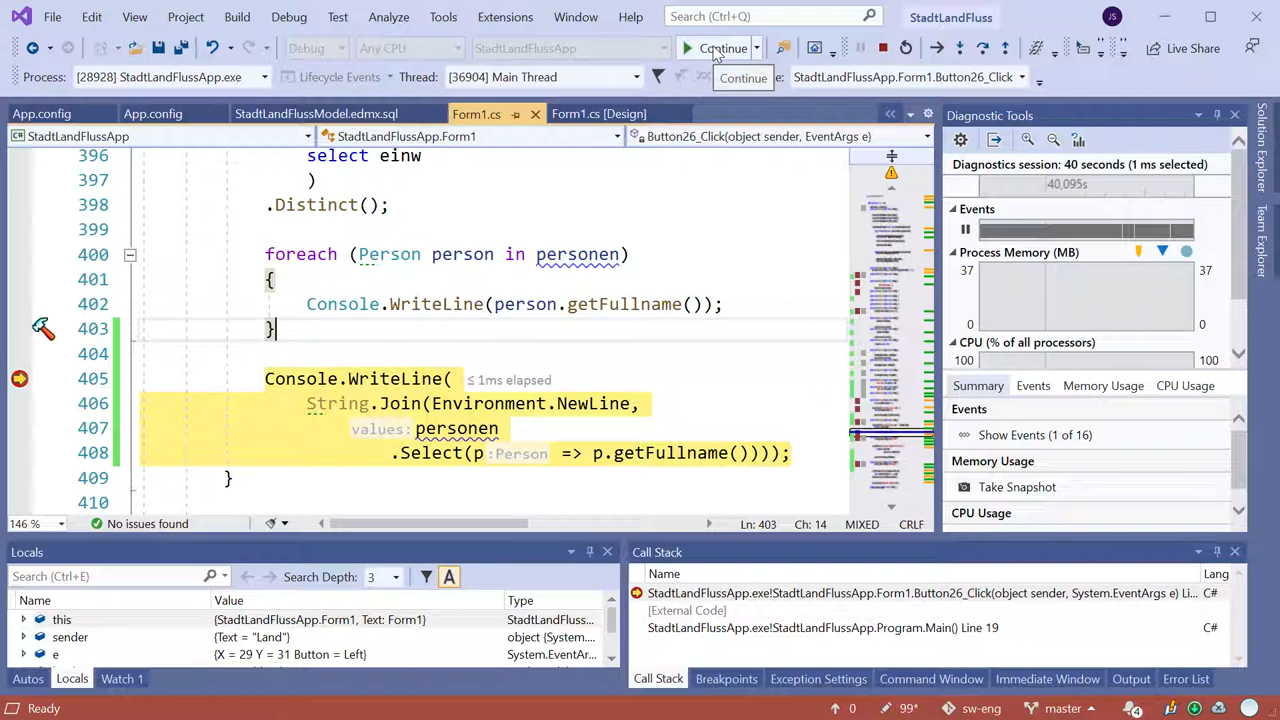 File Edit View Project Build Debug Test Analyze Tools Extensions Window Help Search (Ctrl+Q) StadtLandFluss JS
Debug Any CPU StadtLandFlussApp Continue Live Share
Process: [28928] StadtLandFlussApp.exe Lifecycle Events Thread: [36904] Main Thread Continue e: StadtLandFlussApp.Form1.Button26_Click
App.config App.config StadtLandFlussModel.edmx.sql Form1.cs Form1.cs [Design]
StadtLandFlussApp StadtLandFlussApp.Form1 Button26_Click(object sender, EventArgs e)
396 select einw
397 )
398 .Distinct();
399
400 foreach (Person person in personen)
401 {
402 Console.WriteLine(person.getFullname());
403 }
404
405 Console.WriteLine( ≤ 1ms elapsed
406 String.Join(Environment.NewLine,
407 values: personen
408 .Select(p :Person => p.getFullname())));
409 }
410
146 % No issues found Ln: 403 Ch: 14 MIXED CRLF
Diagnostic Tools
Diagnostics session: 40 seconds (1 ms selected)
40,095s
Events
Process Memory (MB)
37 37
0 0
CPU (% of all processors)
100 100
Summary Events Memory Usage CPU Usage
Events
Show Events (1 of 16)
Memory Usage
Take Snapshot
CPU Usage
Solution Explorer
Team Explorer
Locals
Search (Ctrl+E) Search Depth: 3 A
Name Value Type
this {StadtLandFlussApp.Form1, Text: Form1} StadtLandFluss...
sender {Text = "Land"} object {System....
e {X = 29 Y = 31 Button = Left} System.EventAr...
Autos Locals Watch 1
Call Stack
Name Lang
StadtLandFlussApp.exe!StadtLandFlussApp.Form1.Button26_Click(object sender, System.EventArgs e) Li... C#
[External Code]
StadtLandFlussApp.exe!StadtLandFlussApp.Program.Main() Line 19 C#
Call Stack Breakpoints Exception Settings Command Window Immediate Window Output Error List
Ready 0 99* sw-eng master 4